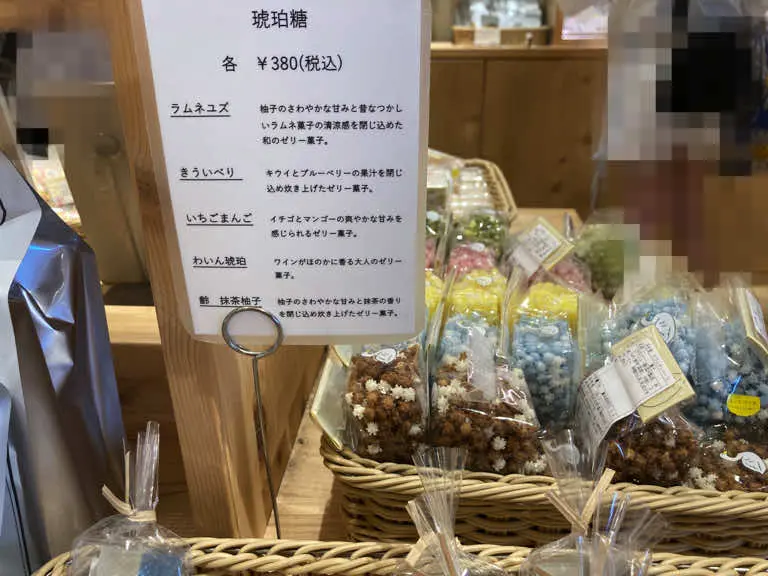 琥珀糖
各 ¥380(税込)
ラムネユズ 柚子のさわやかな甘みと昔なつかし
いラムネ菓子の清涼感を閉じ込めた
和のゼリー菓子。
きういべり キウイとブルーベリーの果汁を閉じ
込め炊き上げたゼリー菓子。
いちごまんご イチゴとマンゴーの爽やかな甘みを
感じられるゼリー菓子。
わいん琥珀 ワインがほのかに香る大人のゼリー
菓子。
齢 抹茶柚子 柚子のさわやかな甘みと抹茶の香り
を閉じ込め炊き上げたゼリー菓子。